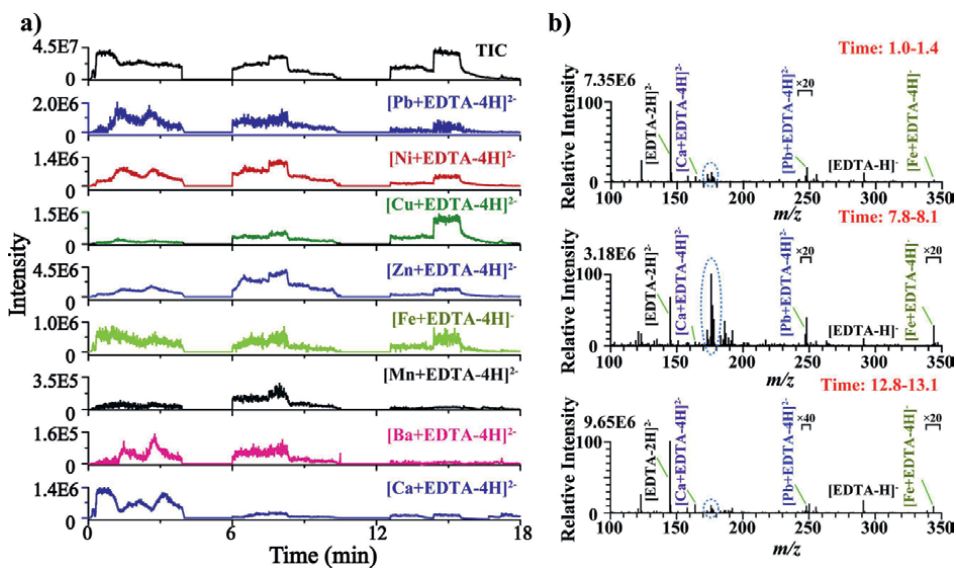 a)
Intensity
4.5E7
0
TIC
2.0E6
0
[Pb+EDTA-4H]2-
1.4E6
0
[Ni+EDTA-4H]2-
1.5E6
0
[Cu+EDTA-4H]2-
4.5E6
0
[Zn+EDTA-4H]2-
1.0E6
0
[Fe+EDTA-4H]-
3.5E5
0
[Mn+EDTA-4H]2-
1.6E5
0
[Ba+EDTA-4H]2-
1.4E6
0
[Ca+EDTA-4H]2-
0 6 12 18
Time (min)
b)
Time: 1.0-1.4
7.35E6
Relative Intensity
100
0
[EDTA-2H]2-
[Ca+EDTA-4H]2-
[Pb+EDTA-4H]2-
×20
[EDTA-H]-
[Fe+EDTA-4H]-
100 150 200 250 300 350
m/z
Time: 7.8-8.1
3.18E6
Relative Intensity
100
0
[EDTA-2H]2-
[Ca+EDTA-4H]2-
[Pb+EDTA-4H]2-
×20
[EDTA-H]-
[Fe+EDTA-4H]-
×20
100 150 200 250 300 350
m/z
Time: 12.8-13.1
9.65E6
Relative Intensity
100
0
[EDTA-2H]2-
[Ca+EDTA-4H]2-
[Pb+EDTA-4H]2-
×40
[EDTA-H]-
[Fe+EDTA-4H]-
×20
100 150 200 250 300 350
m/z